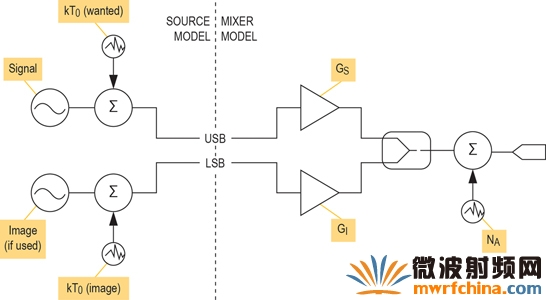 kT0 (wanted)
SOURCE MODEL
MIXER MODEL
Signal
Σ
GS
USB
LSB
Σ
Image
(if used)
Σ
GI
kT0 (image)
NA
微波射频网
mwrfchina.com